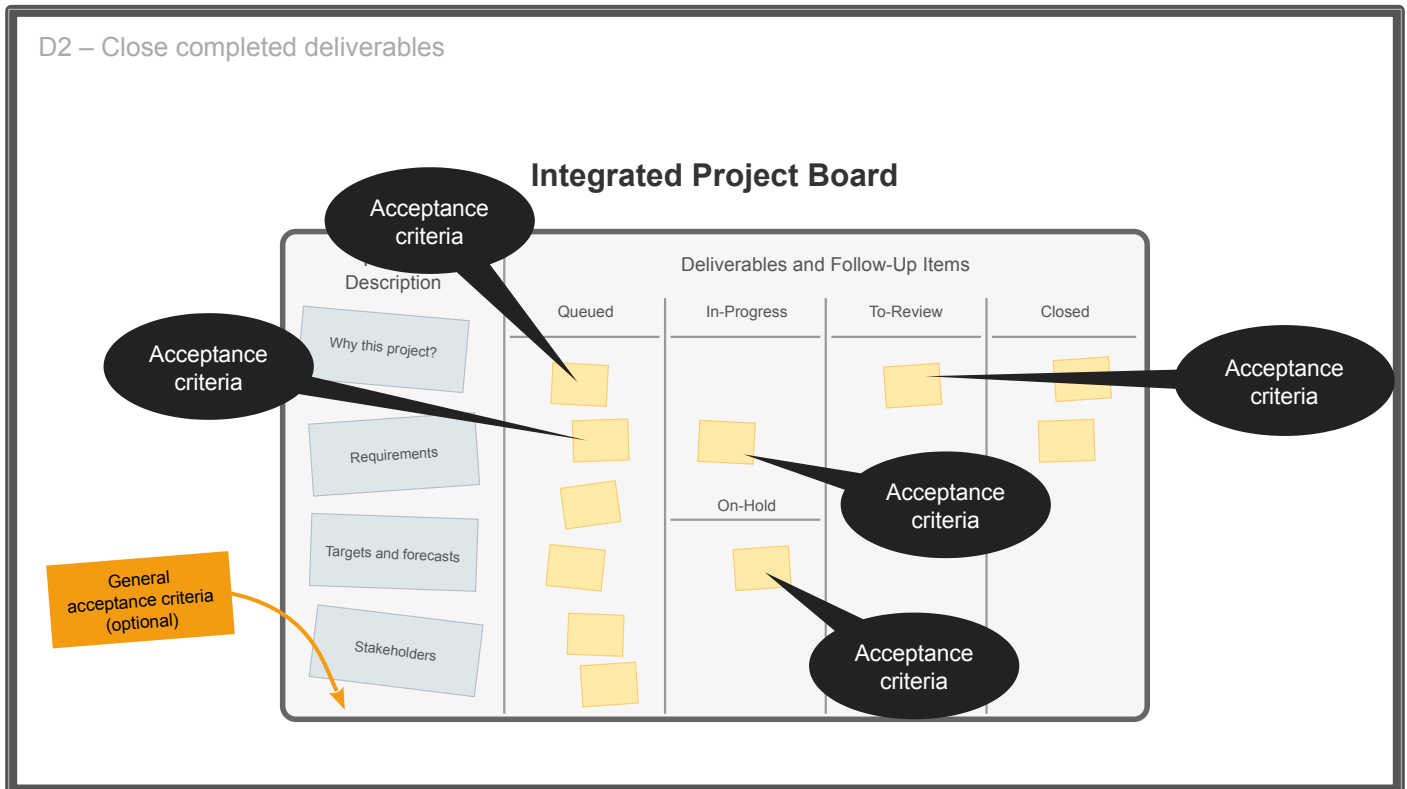 D2 – Close completed deliverables
Integrated Project Board
Acceptance
criteria
Description
Deliverables and Follow-Up Items
Queued
In-Progress
To-Review
Closed
Why this project?
Acceptance
criteria
Acceptance
criteria
Requirements
Acceptance
criteria
On-Hold
Targets and forecasts
General
acceptance criteria
(optional)
Stakeholders
Acceptance
criteria